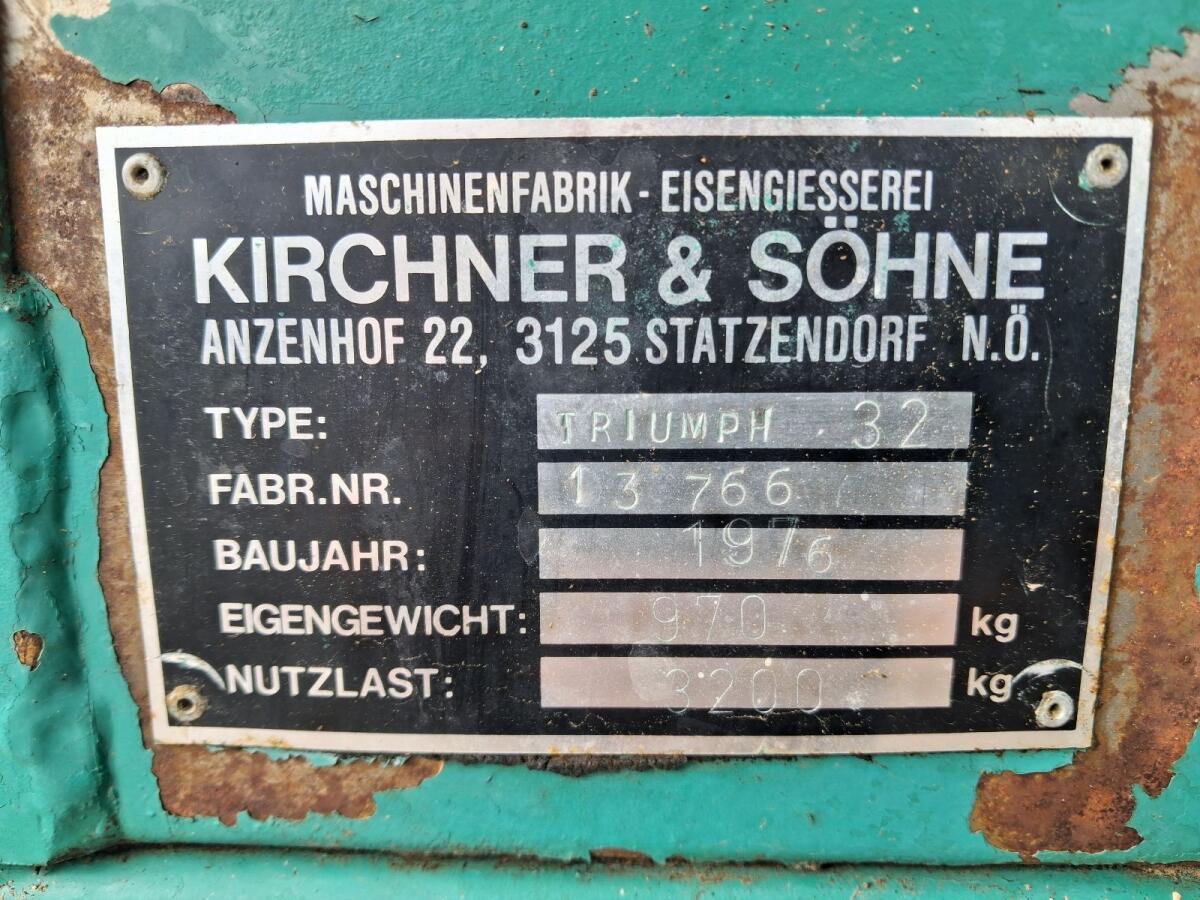 MASCHINENFABRIK - EISENGIESSEREI
KIRCHNER & SÖHNE
ANZENHOF 22, 3125 STATZENDORF N.Ö.
TYPE: TRIUMPH 32
FABR.NR. 13 766
BAUJAHR: 1976
EIGENGEWICHT: 970 kg
NUTZLAST: 3200 kg